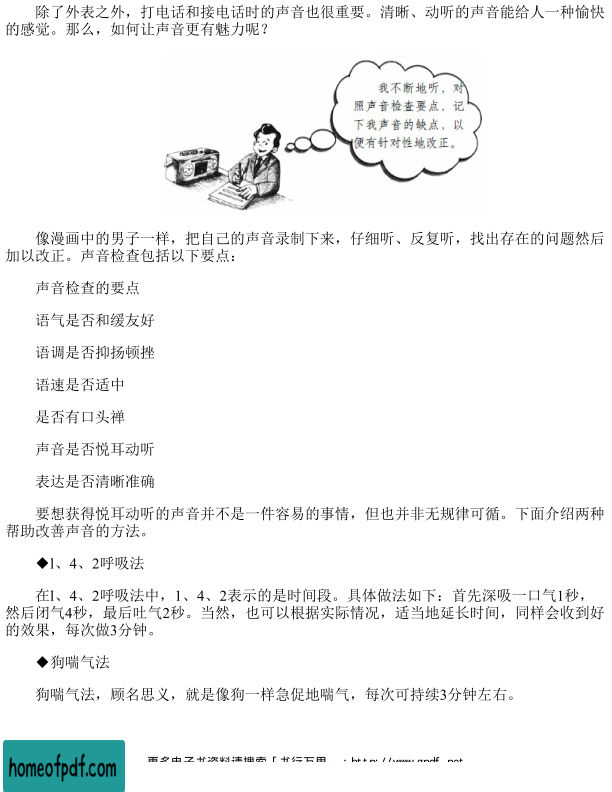 除了外表之外，打电话和接电话时的声音也很重要。清晰、动听的声音能给人一种愉快
的感觉。那么，如何让声音更有魅力呢？
我不断地听，对
照声音检查要点，记
下我声音的缺点，以
便有针对性地改正。
像漫画中的男子一样，把自己的声音录制下来，仔细听、反复听，找出存在的问题然后
加以改正。声音检查包括以下要点：
声音检查的要点
语气是否和缓友好
语调是否抑扬顿挫
语速是否适中
是否有口头禅
声音是否悦耳动听
表达是否清晰准确
要想获得悦耳动听的声音并不是一件容易的事情，但也并非无规律可循。下面介绍两种
帮助改善声音的方法。
◆1、4、2呼吸法
在1、4、2呼吸法中，1、4、2表示的是时间段。具体做法如下：首先深吸一口气1秒，
然后闭气4秒，最后吐气2秒。当然，也可以根据实际情况，适当地延长时间，同样会收到好
的效果，每次做3分钟。
◆狗喘气法
狗喘气法，顾名思义，就是像狗一样急促地喘气，每次可持续3分钟左右。
更多电子书资料请搜索「书行万里
homeofpdf.com